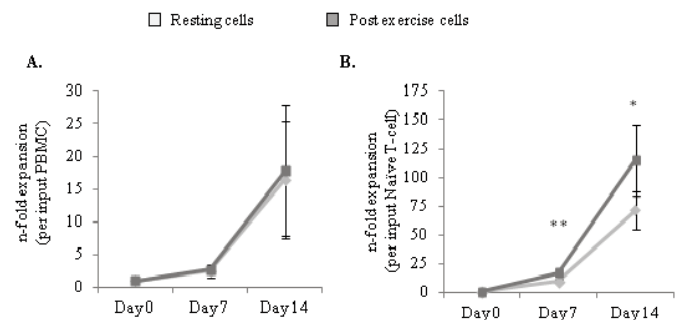 Resting cells
Post exercise cells
A.
n-fold expansion
(per input PBMC)
30
25
20
15
10
5
0
Day0
Day7
Day14
B.
n-fold expansion
(per input Naïve T-cell)
175
150
125
100
75
50
25
0
**
*
Day0
Day7
Day14